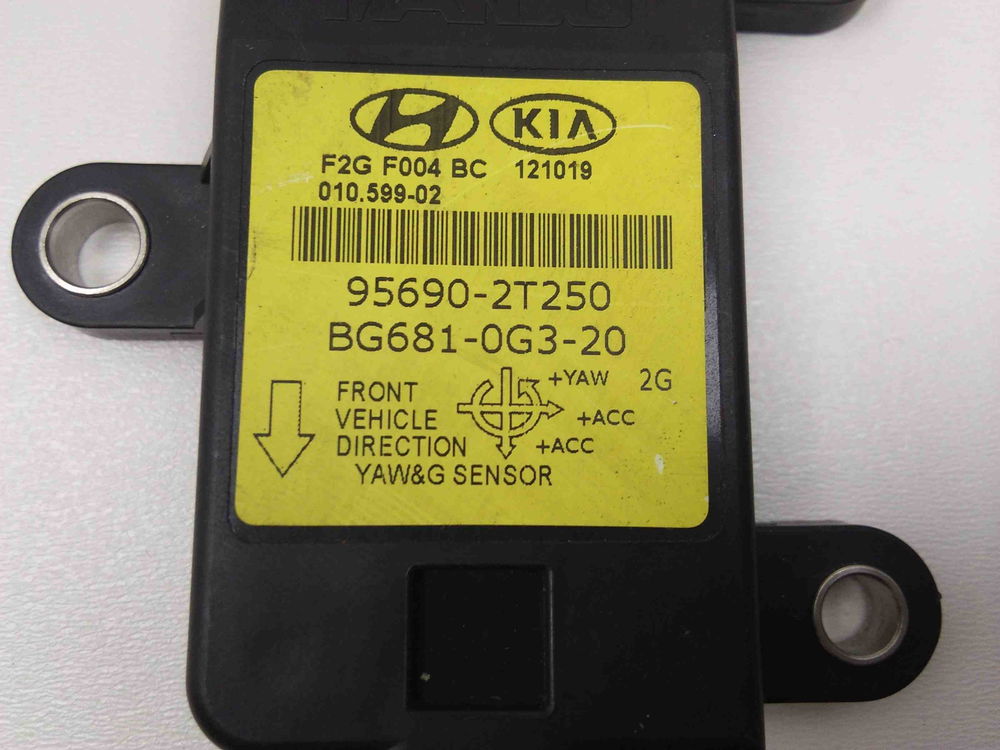 MANDO
KIA
F2G F004 BC 121019
010.599-02
95690-2T250
BG681-0G3-20
+YAW 2G
FRONT
VEHICLE +ACC
DIRECTION +ACC
YAW&G SENSOR